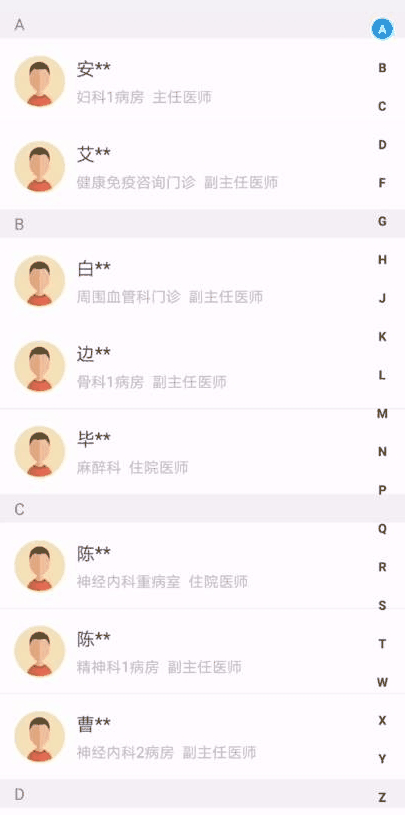 A
安**
妇科1病房 主任医师
艾**
健康免疫咨询门诊 副主任医师
B
白**
周围血管科门诊 副主任医师
边**
骨科1病房 副主任医师
毕**
麻醉科 住院医师
C
陈**
神经内科重病室 住院医师
陈**
精神科1病房 副主任医师
曹**
神经内科2病房 副主任医师
D
A
B
C
D
F
G
H
J
K
L
M
N
P
Q
R
S
T
W
X
Y
Z